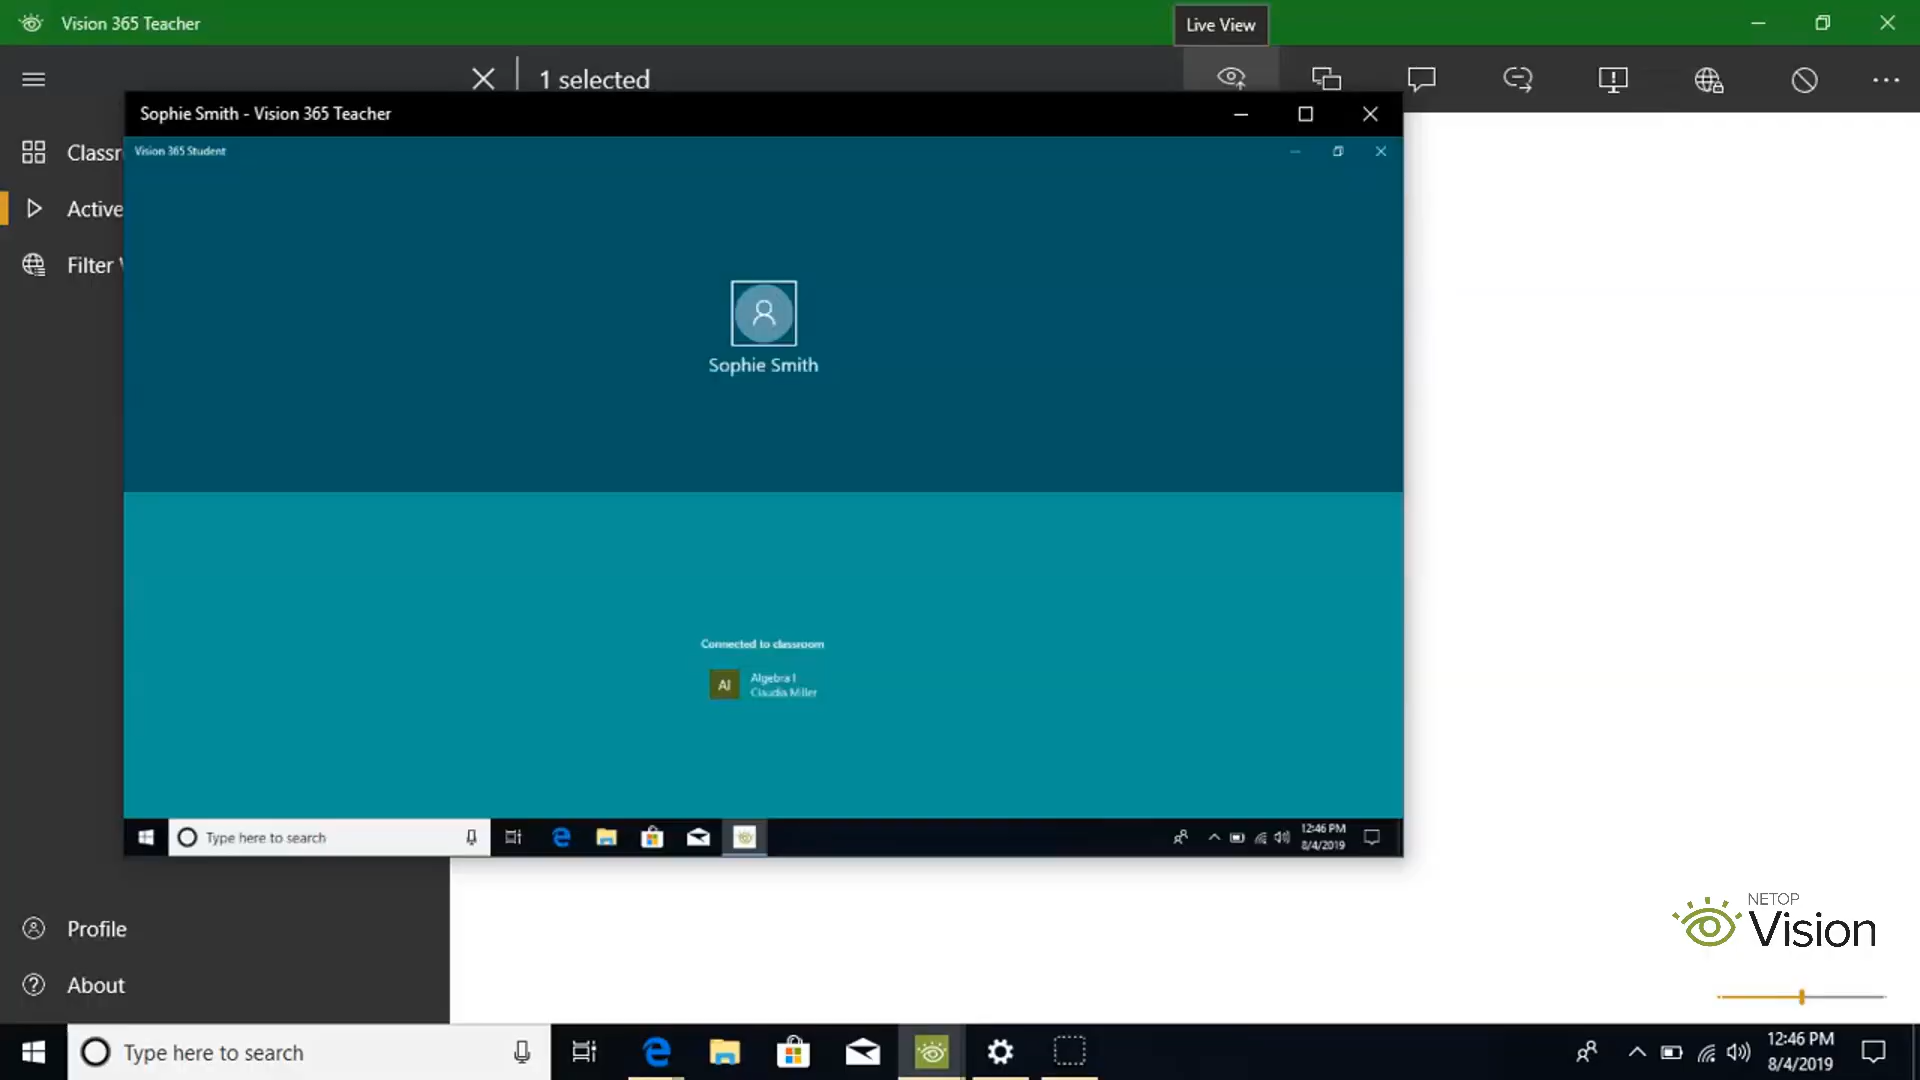 Vision 365 Teacher
Live View
1 selected
Sophie Smith - Vision 365 Teacher
Vision 365 Student
Classr
Active
Filter
Sophie Smith
Connected to classroom
AI
Algebra I
Claudia Miller
Type here to search
12:46 PM
8/4/2019
Profile
About
NETOP
Vision
Type here to search
12:46 PM
8/4/2019